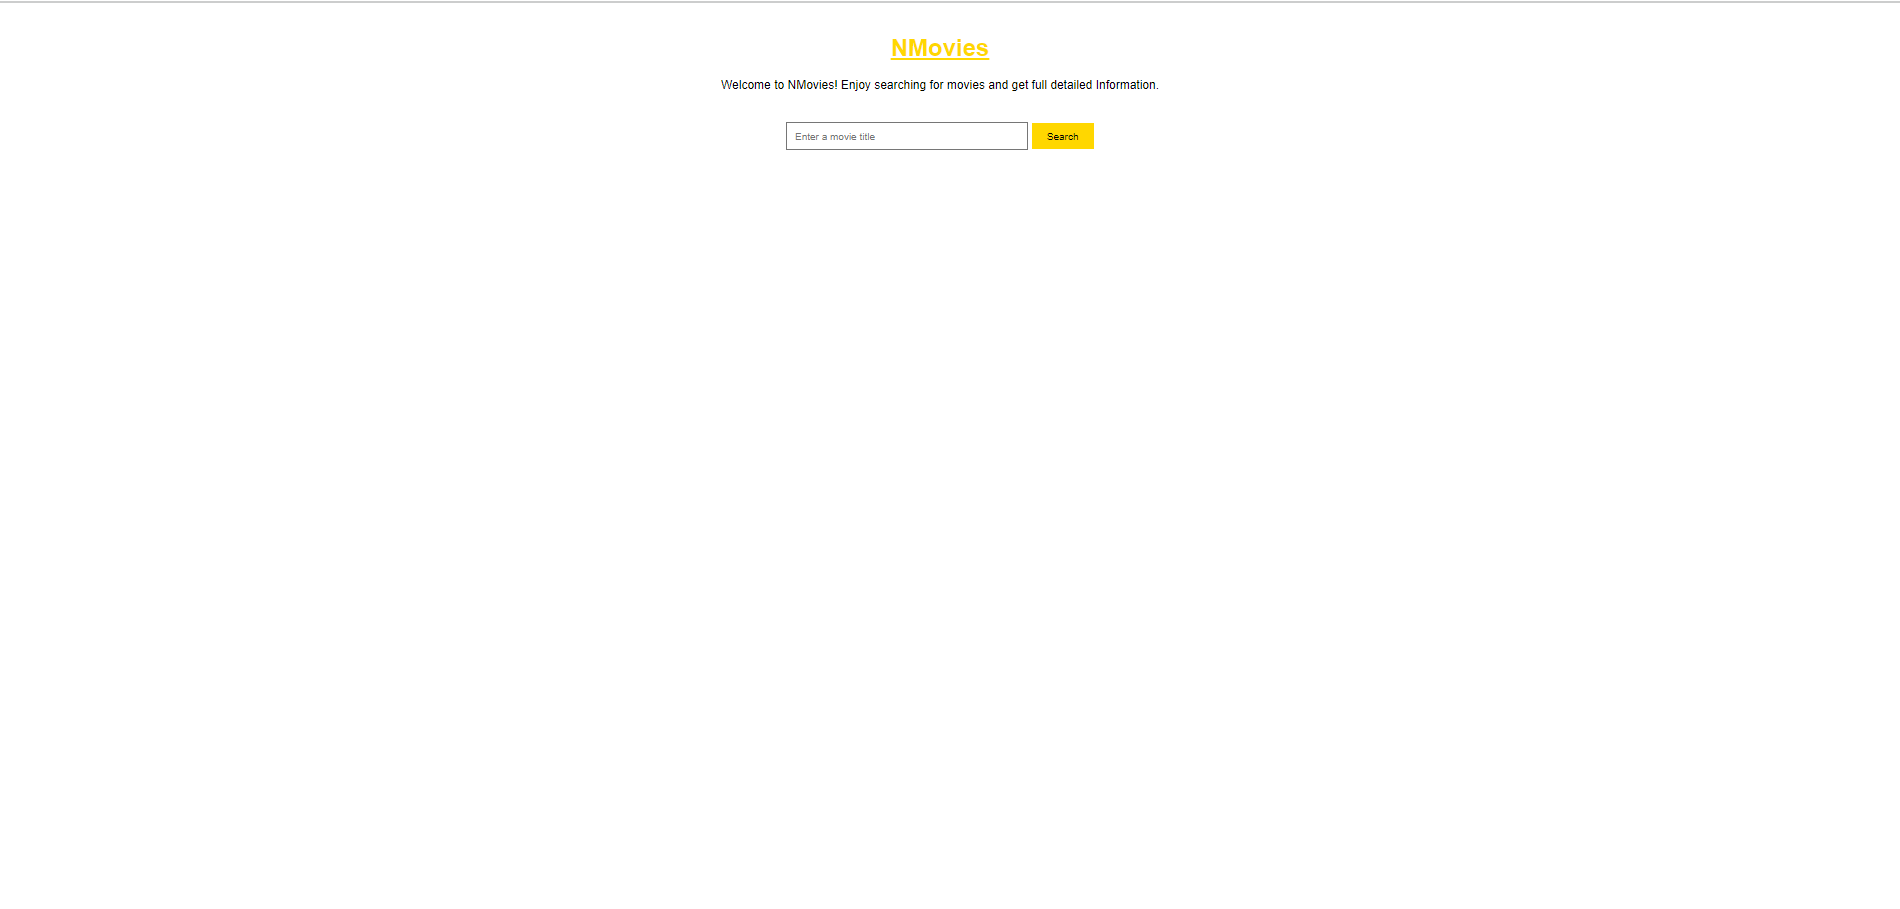 NMovies
Welcome to NMovies! Enjoy searching for movies and get full detailed Information.
Enter a movie title
Search